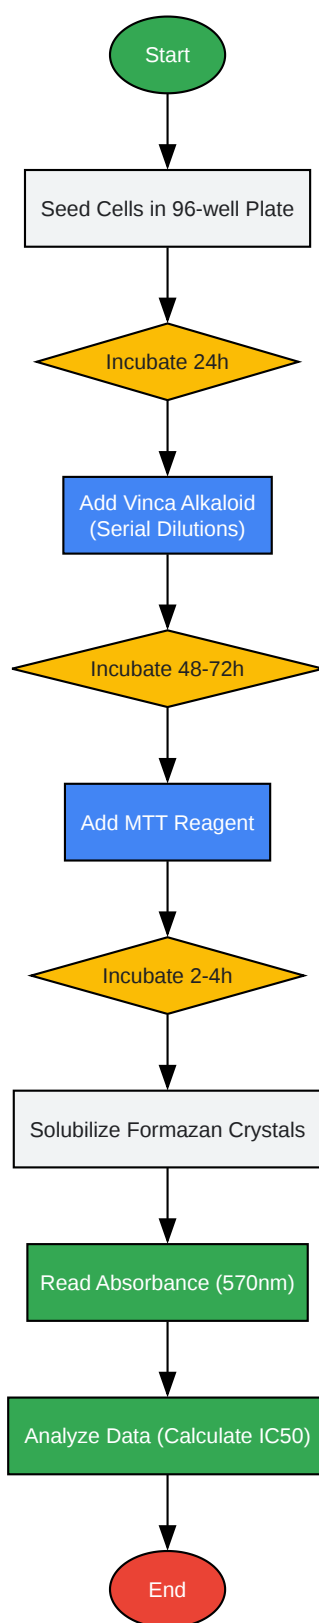 Start
Seed Cells in 96-well Plate
Incubate 24h
Add Vinca Alkaloid
(Serial Dilutions)
Incubate 48-72h
Add MTT Reagent
Incubate 2-4h
Solubilize Formazan Crystals
Read Absorbance (570nm)
Analyze Data (Calculate IC50)
End